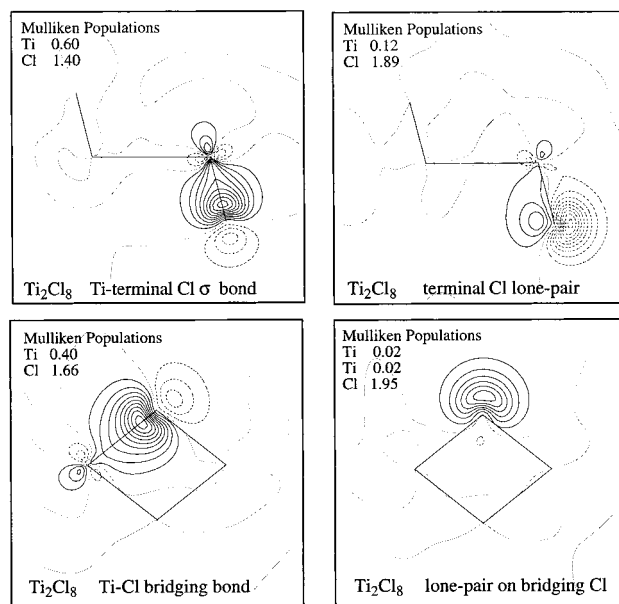 Mulliken Populations
Ti 0.60
Cl 1.40
Ti₂Cl₈ Ti-terminal Cl σ bond
Mulliken Populations
Ti 0.12
Cl 1.89
Ti₂Cl₈ terminal Cl lone-pair
Mulliken Populations
Ti 0.40
Cl 1.66
Ti₂Cl₈ Ti-Cl bridging bond
Mulliken Populations
Ti 0.02
Ti 0.02
Cl 1.95
Ti₂Cl₈ lone-pair on bridging Cl